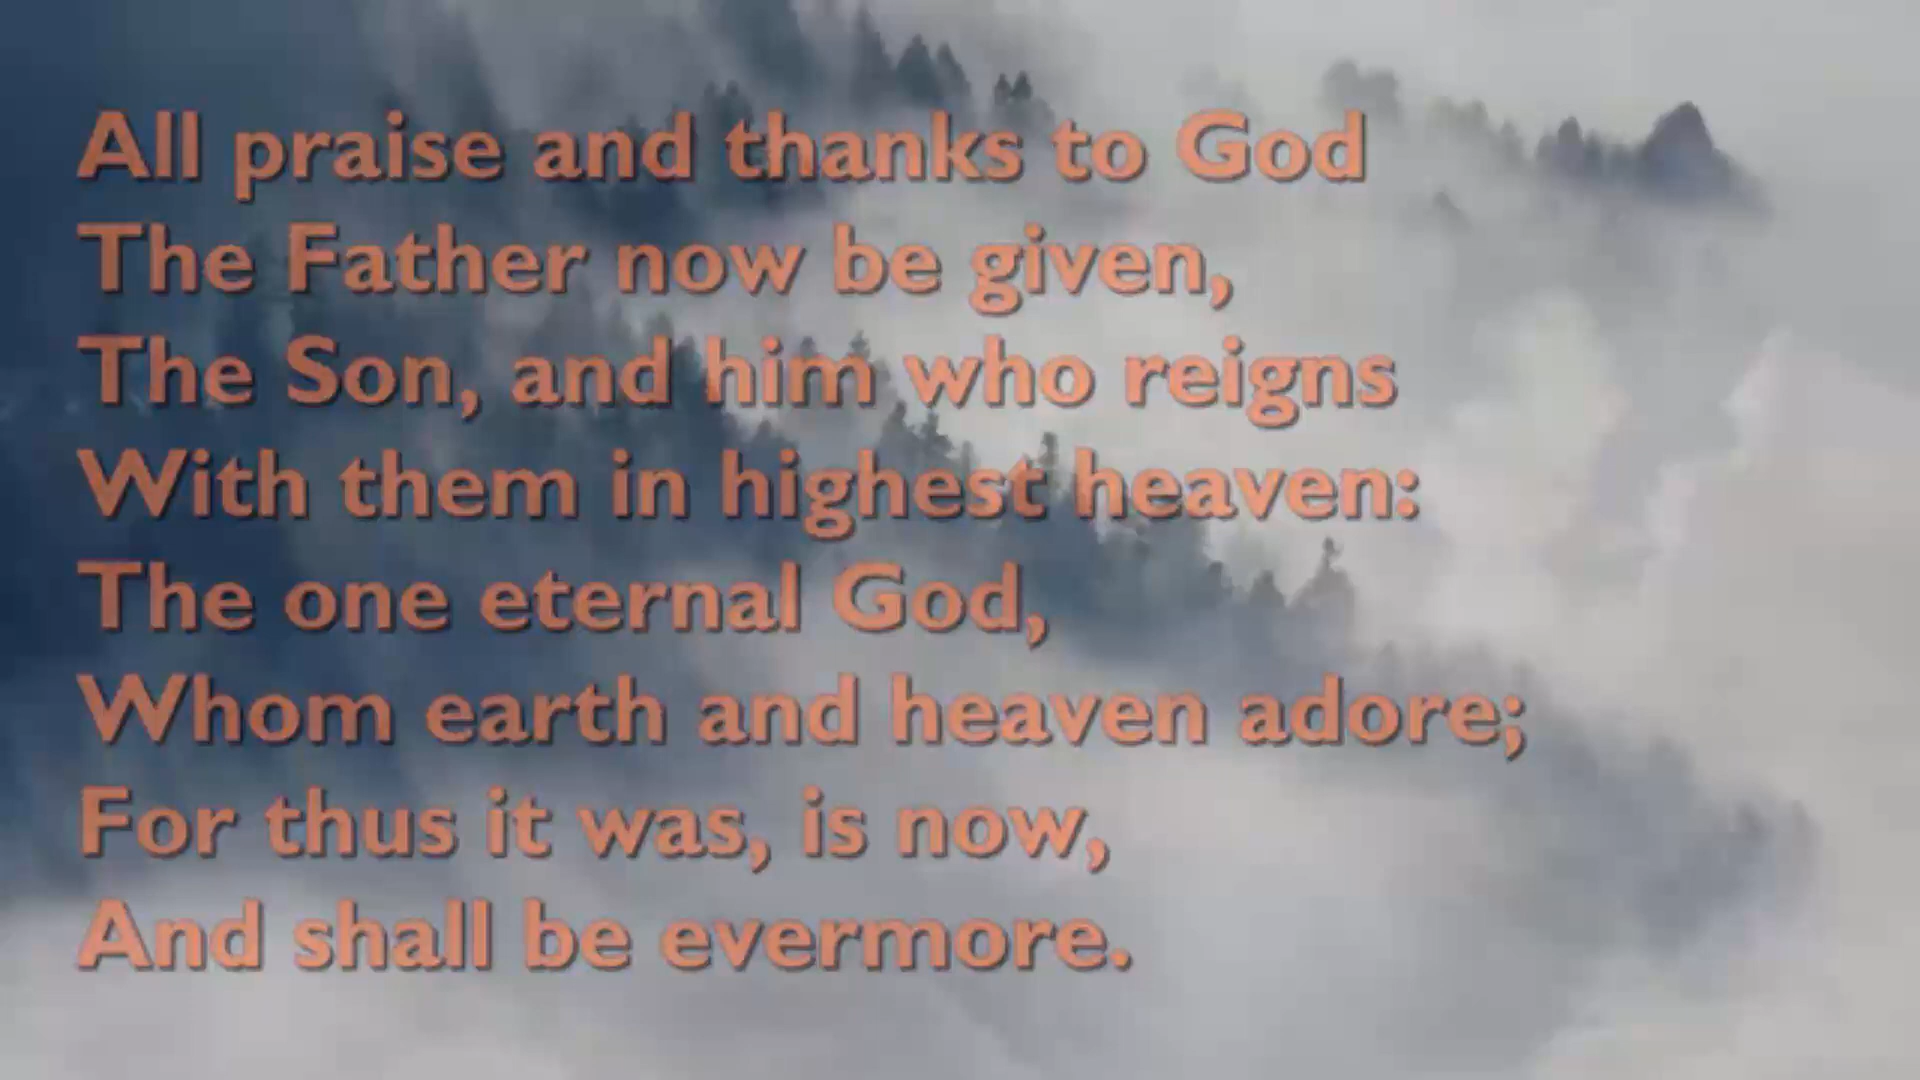 All praise and thanks to God
The Father now be given,
The Son, and him who reigns
With them in highest heaven:
The one eternal God,
Whom earth and heaven adore;
For thus it was, is now,
And shall be evermore.